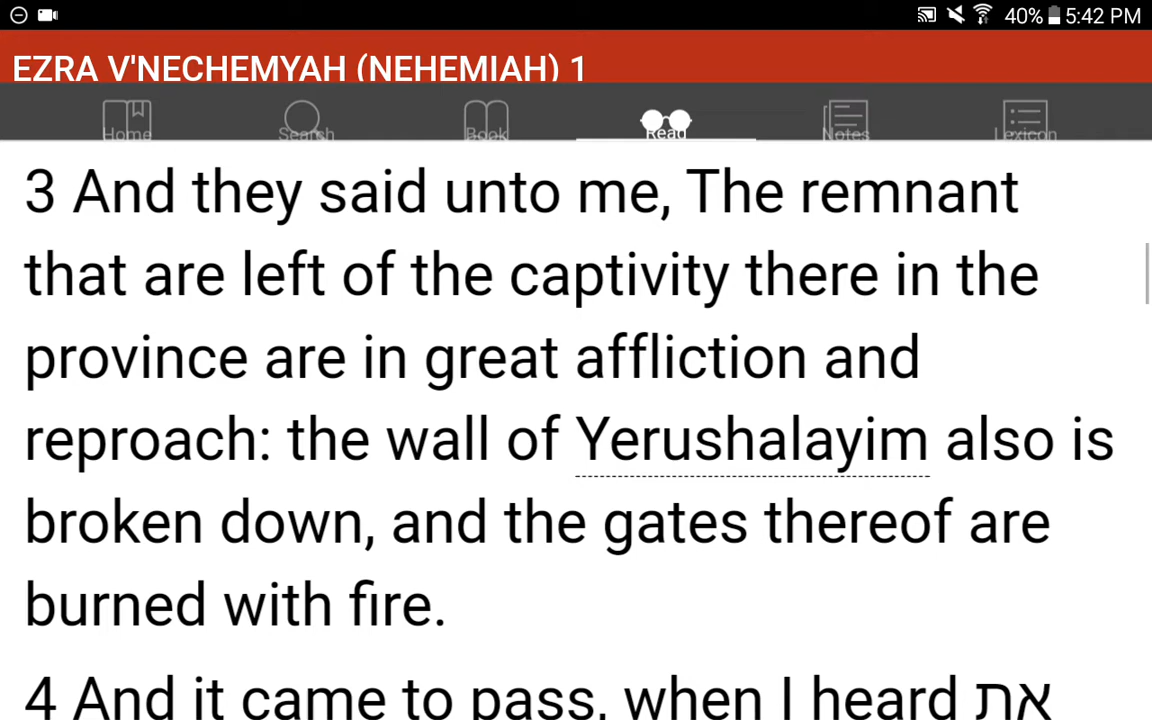 40% 5:42 PM
EZRA V'NECHEMYAH (NEHEMIAH) 1
Home Search Book Read Notes Lexicon
3 And they said unto me, The remnant
that are left of the captivity there in the
province are in great affliction and
reproach: the wall of Yerushalayim also is
broken down, and the gates thereof are
burned with fire.
4 And it came to pass, when I heard את